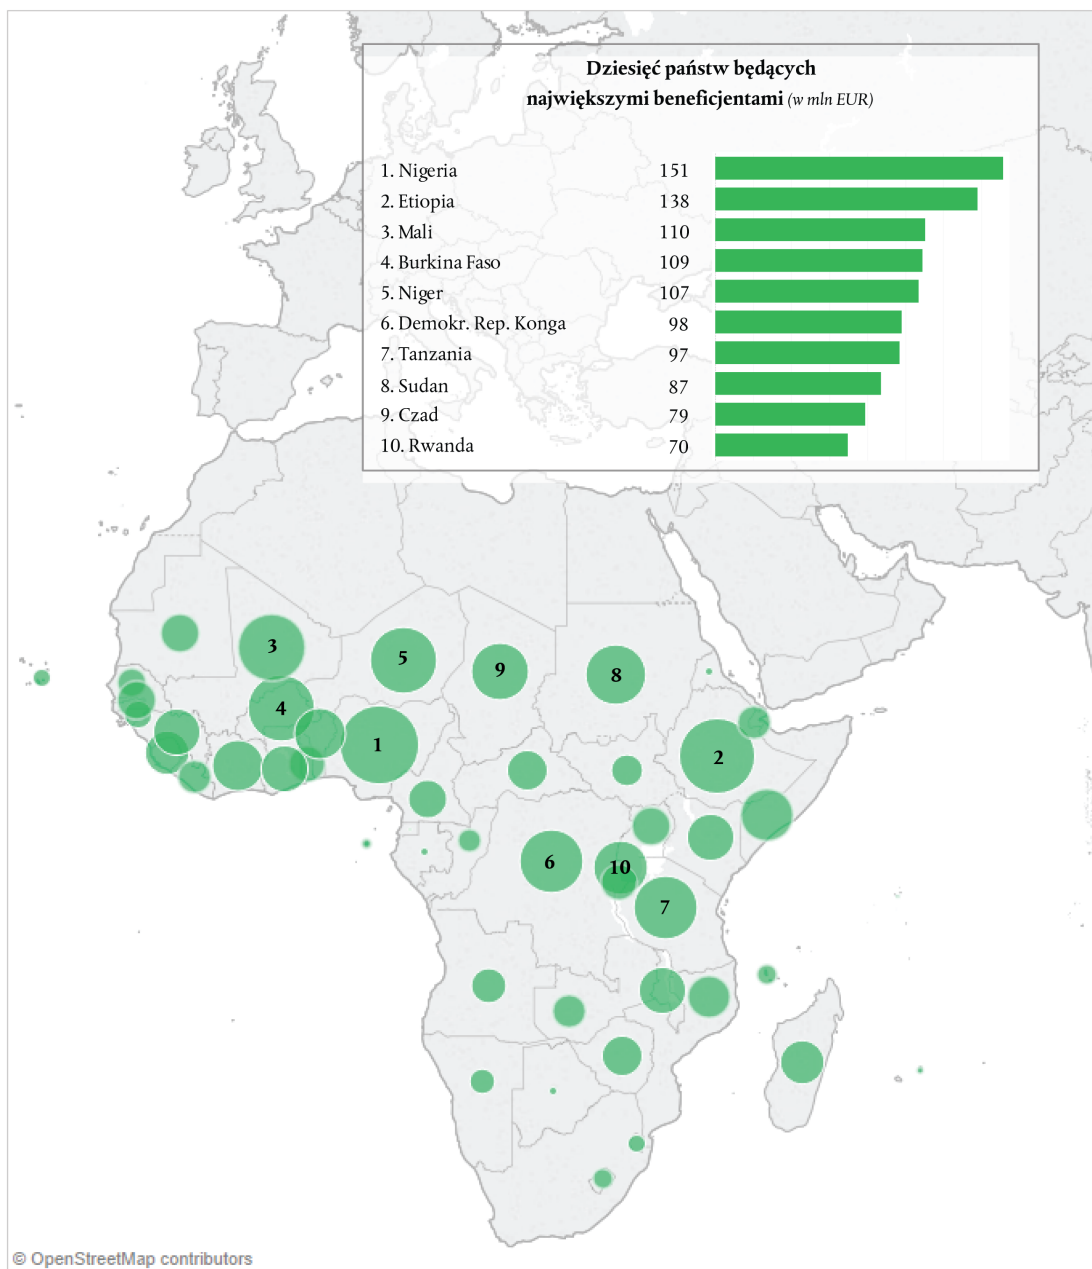 Dziesięć państw będących
największymi beneficjentami (w mln EUR)
1. Nigeria 151
2. Etiopia 138
3. Mali 110
4. Burkina Faso 109
5. Niger 107
6. Demokr. Rep. Konga 98
7. Tanzania 97
8. Sudan 87
9. Czad 79
10. Rwanda 70
3
5
9
8
4
1
2
6
10
7
© OpenStreetMap contributors